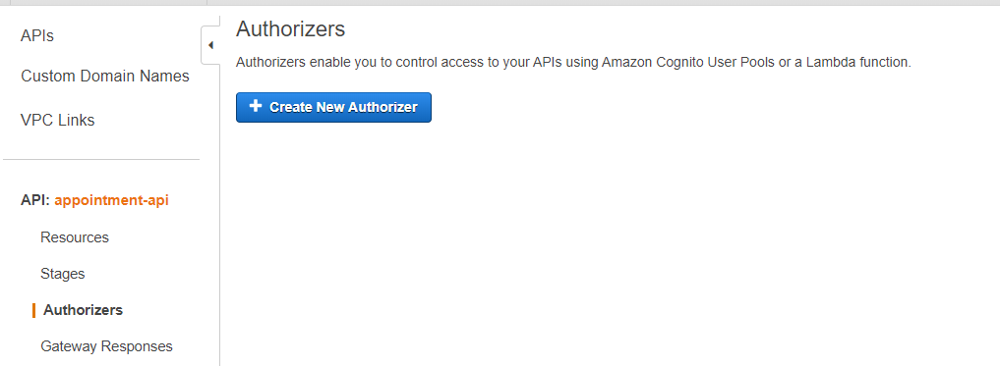 APIs
Custom Domain Names
VPC Links
API: appointment-api
Resources
Stages
Authorizers
Gateway Responses
Authorizers
Authorizers enable you to control access to your APIs using Amazon Cognito User Pools or a Lambda function.
Create New Authorizer